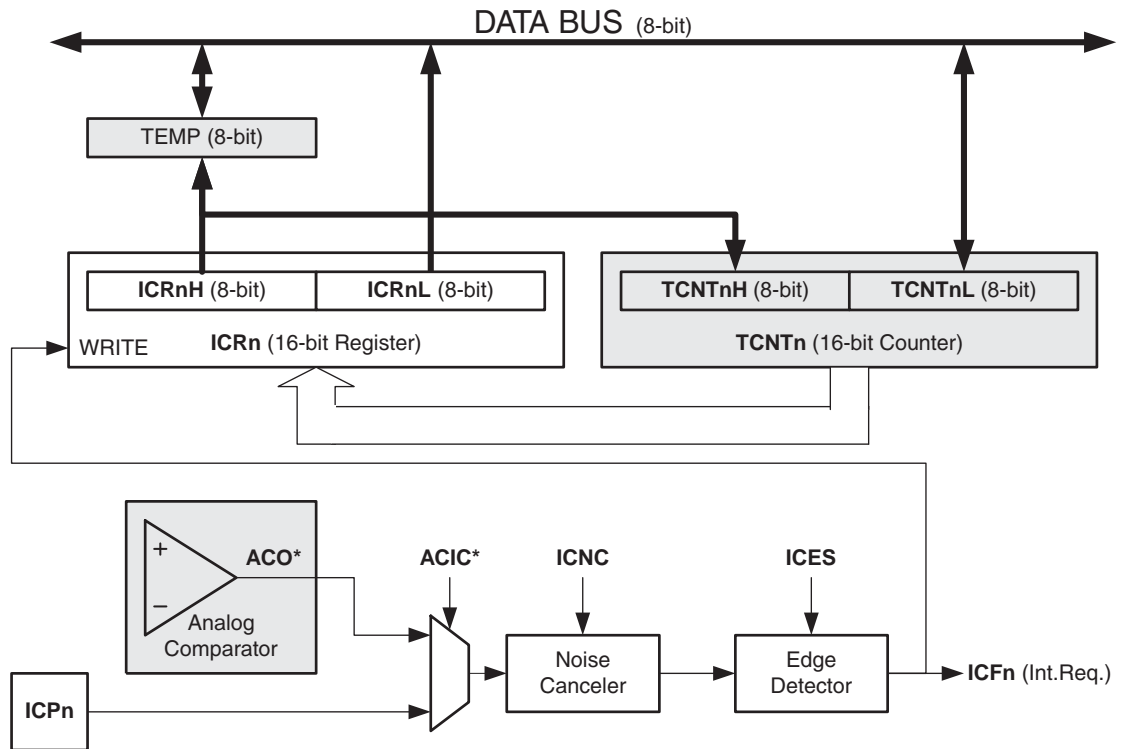 DATA BUS (8-bit)
TEMP (8-bit)
ICRnH (8-bit) ICRnL (8-bit) TCNTnH (8-bit) TCNTnL (8-bit)
WRITE ICRn (16-bit Register) TCNTn (16-bit Counter)
+ ACO* ACIC* ICNC ICES
−
Analog
Comparator
Noise
Canceler
Edge
Detector
ICPn
ICFn (Int.Req.)